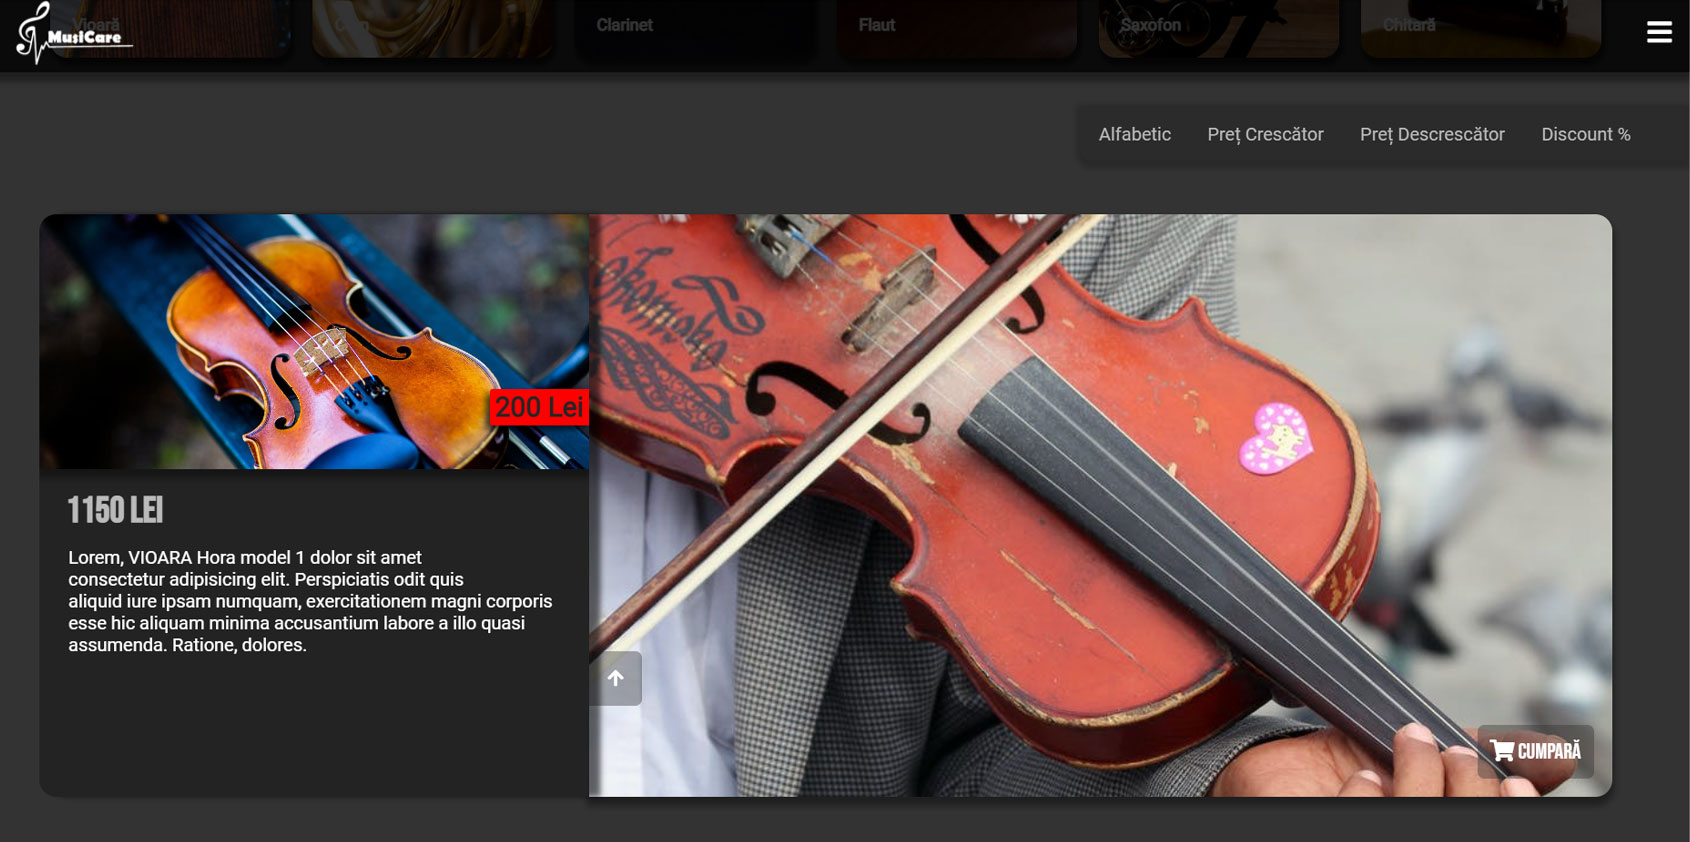 MusiCare
Vioară
Clarinet
Flaut
Saxofon
Chitară
Alfabetic
Preț Crescător
Preț Descrescător
Discount %
200 Lei
1150 LEI
Lorem, VIOARA Hora model 1 dolor sit amet
consectetur adipisicing elit. Perspiciatis odit quis
aliquid iure ipsam numquam, exercitationem magni corporis
esse hic aliquam minima accusantium labore a illo quasi
assumenda. Ratione, dolores.
CUMPARĂ